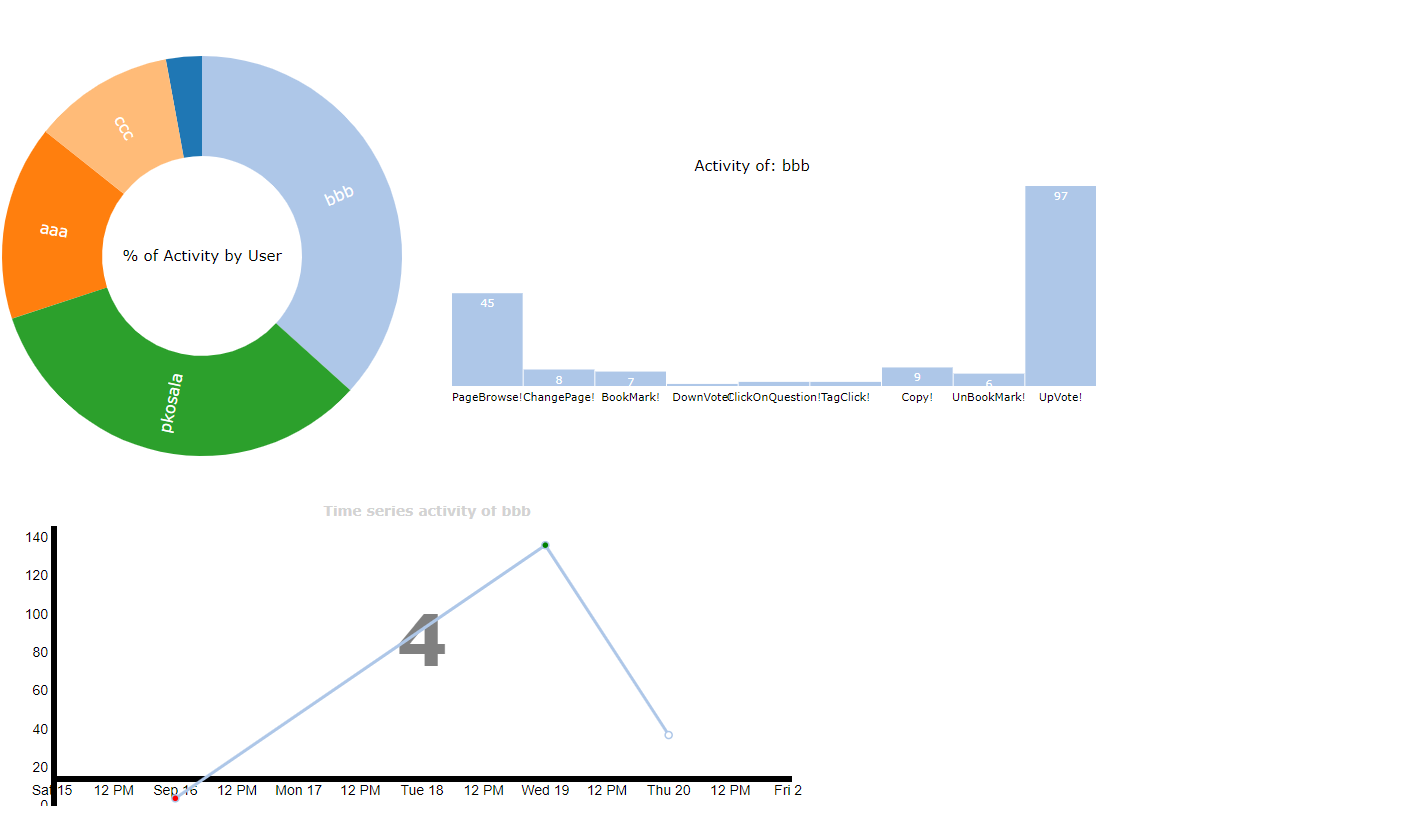 % of Activity by User
bbb
pkosala
aaa
ccc
Activity of: bbb
45
8
7
9
6
97
PageBrowse!
ChangePage!
BookMark!
DownVote!
ClickOnQuestion!
TagClick!
Copy!
UnBookMark!
UpVote!
Time series activity of bbb
140
120
100
80
60
40
20
0
4
Sat 15
12 PM
Sep 16
12 PM
Mon 17
12 PM
Tue 18
12 PM
Wed 19
12 PM
Thu 20
12 PM
Fri 2